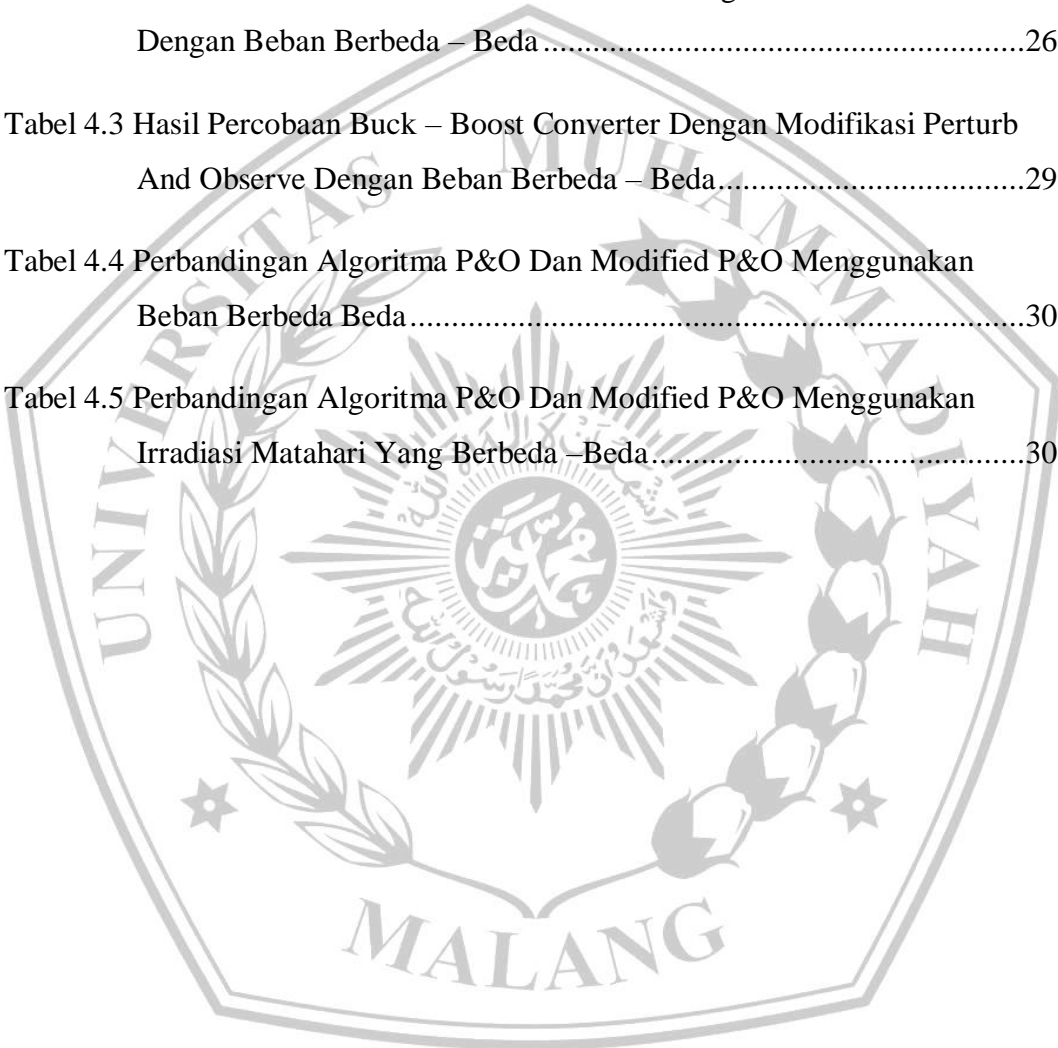 Dengan Beban Berbeda – Beda..........................................................26
Tabel 4.3 Hasil Percobaan Buck – Boost Converter Dengan Modifikasi Perturb
And Observe Dengan Beban Berbeda – Beda.....................................29
Tabel 4.4 Perbandingan Algoritma P&O Dan Modified P&O Menggunakan
Beban Berbeda Beda..........................................................................30
Tabel 4.5 Perbandingan Algoritma P&O Dan Modified P&O Menggunakan
Irradiasi Matahari Yang Berbeda –Beda.............................................30
UNIVERSITAS MUHAMMADIYAH
MALANG